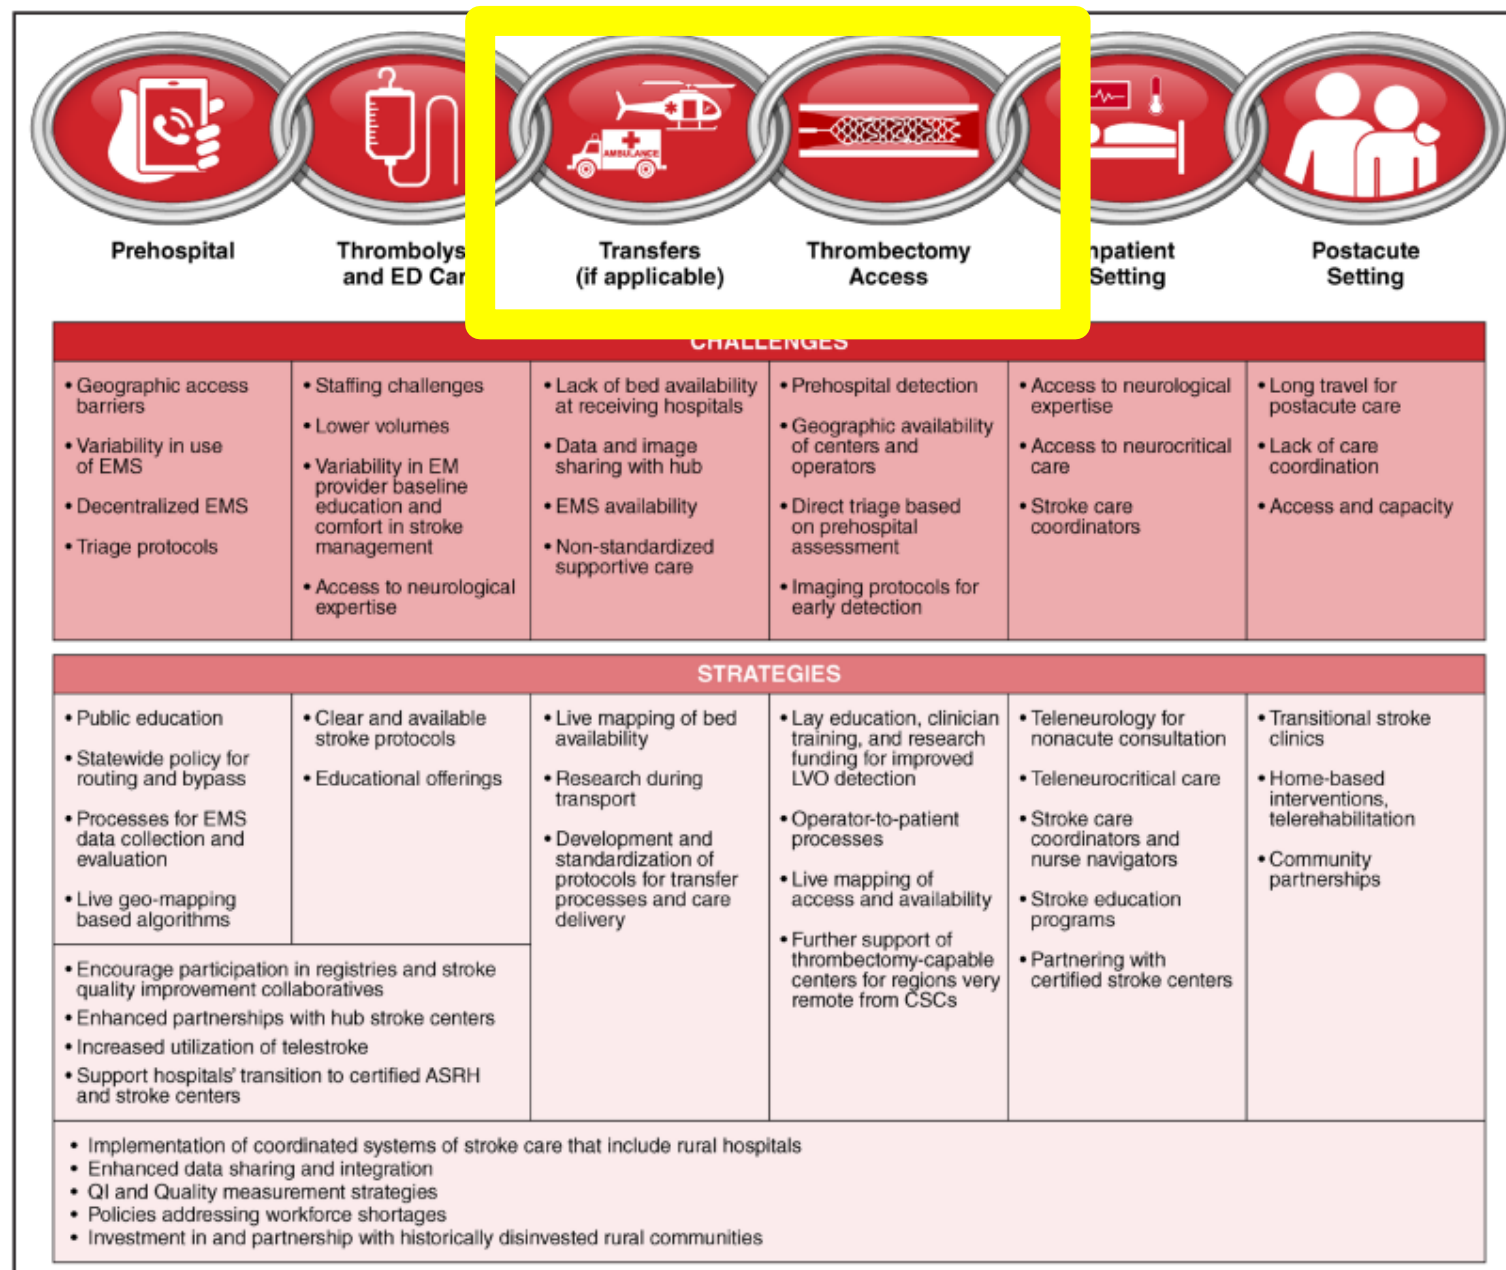 AMBULANCE
Prehospital
Thrombolys
and ED Car
Transfers
(if applicable)
Thrombectomy
Access
npatient
Setting
Postacute
Setting
CHALLENGES
• Geographic access
barriers
• Variability in use
of EMS
• Decentralized EMS
• Triage protocols
• Staffing challenges
• Lower volumes
• Variability in EM
provider baseline
education and
comfort in stroke
management
• Access to neurological
expertise
• Lack of bed availability
at receiving hospitals
• Data and image
sharing with hub
• EMS availability
• Non-standardized
supportive care
• Prehospital detection
• Geographic availability
of centers and
operators
• Direct triage based
on prehospital
assessment
• Imaging protocols for
early detection
• Access to neurological
expertise
• Access to neurocritical
care
• Stroke care
coordinators
• Long travel for
postacute care
• Lack of care
coordination
• Access and capacity
STRATEGIES
• Public education
• Statewide policy for
routing and bypass
• Processes for EMS
data collection and
evaluation
• Live geo-mapping
based algorithms
• Clear and available
stroke protocols
• Educational offerings
• Encourage participation in registries and stroke
quality improvement collaboratives
• Enhanced partnerships with hub stroke centers
• Increased utilization of telestroke
• Support hospitals' transition to certified ASRH
and stroke centers
• Live mapping of bed
availability
• Research during
transport
• Development and
standardization of
protocols for transfer
processes and care
delivery
• Lay education, clinician
training, and research
funding for improved
LVO detection
• Operator-to-patient
processes
• Live mapping of
access and availability
• Further support of
thrombectomy-capable
centers for regions very
remote from CSCs
• Teleneurology for
nonacute consultation
• Teleneurocritical care
• Stroke care
coordinators and
nurse navigators
• Stroke education
programs
• Partnering with
certified stroke centers
• Transitional stroke
clinics
• Home-based
interventions,
telerehabilitation
• Community
partnerships
• Implementation of coordinated systems of stroke care that include rural hospitals
• Enhanced data sharing and integration
• QI and Quality measurement strategies
• Policies addressing workforce shortages
• Investment in and partnership with historically disinvested rural communities